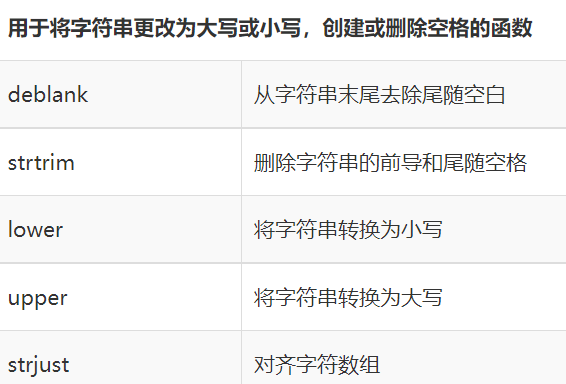 用于将字符串更改为大写或小写，创建或删除空格的函数
deblank 从字符串末尾去除尾随空白
strtrim 删除字符串的前导和尾随空格
lower 将字符串转换为小写
upper 将字符串转换为大写
strjust 对齐字符数组